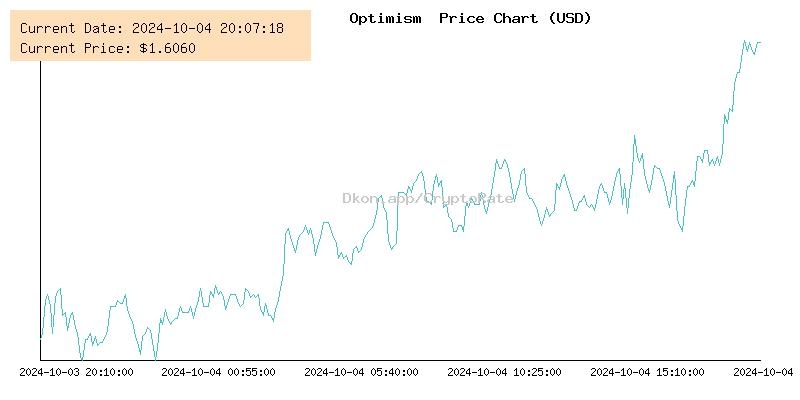 Optimism  Price Chart (USD)
Current Date: 2024-10-04 20:07:18
Current Price: $1.6060
Dkon.app/CryptoRate
2024-10-03 20:10:00 2024-10-04 00:55:00 2024-10-04 05:40:00 2024-10-04 10:25:00 2024-10-04 15:10:00 2024-10-04